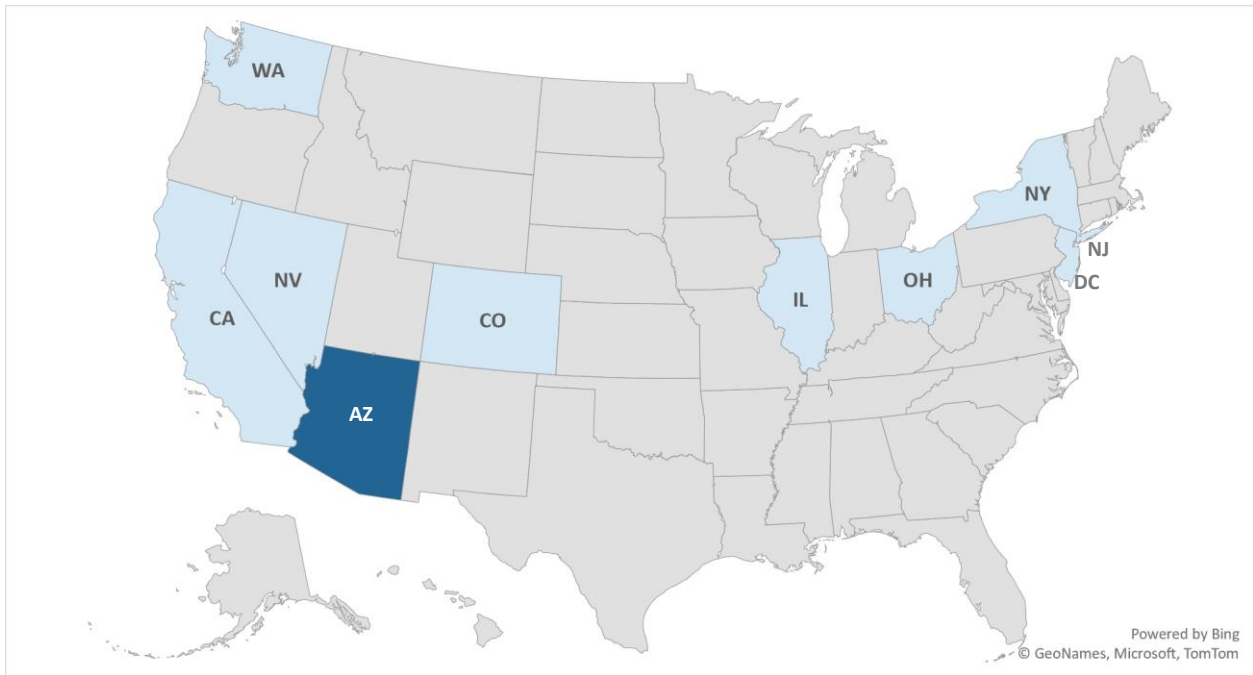 WA
NY
NJ
NV
OH
DC
IL
CA
CO
AZ
Powered by Bing
© GeoNames, Microsoft, TomTom